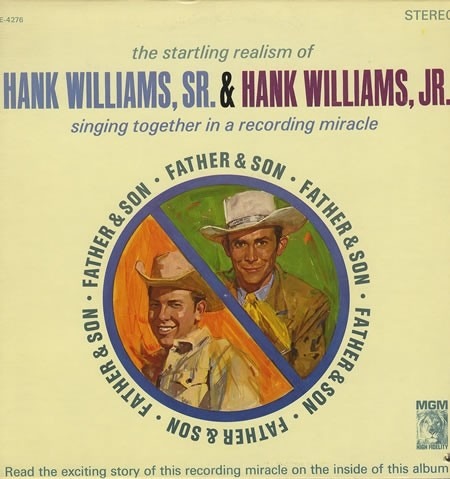 E-4276
STEREO
the startling realism of
HANK WILLIAMS, SR. & HANK WILLIAMS, JR.
singing together in a recording miracle
FATHER & SON · FATHER & SON · FATHER & SON · FATHER & SON · FATHER & SON · FATHER & SON ·
MGM
HIGH FIDELITY
Read the exciting story of this recording miracle on the inside of this album